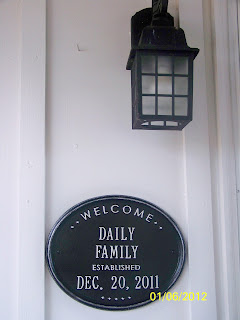 WELCOME
DAILY
FAMILY
ESTABLISHED
DEC. 20, 2011
01/06/2012